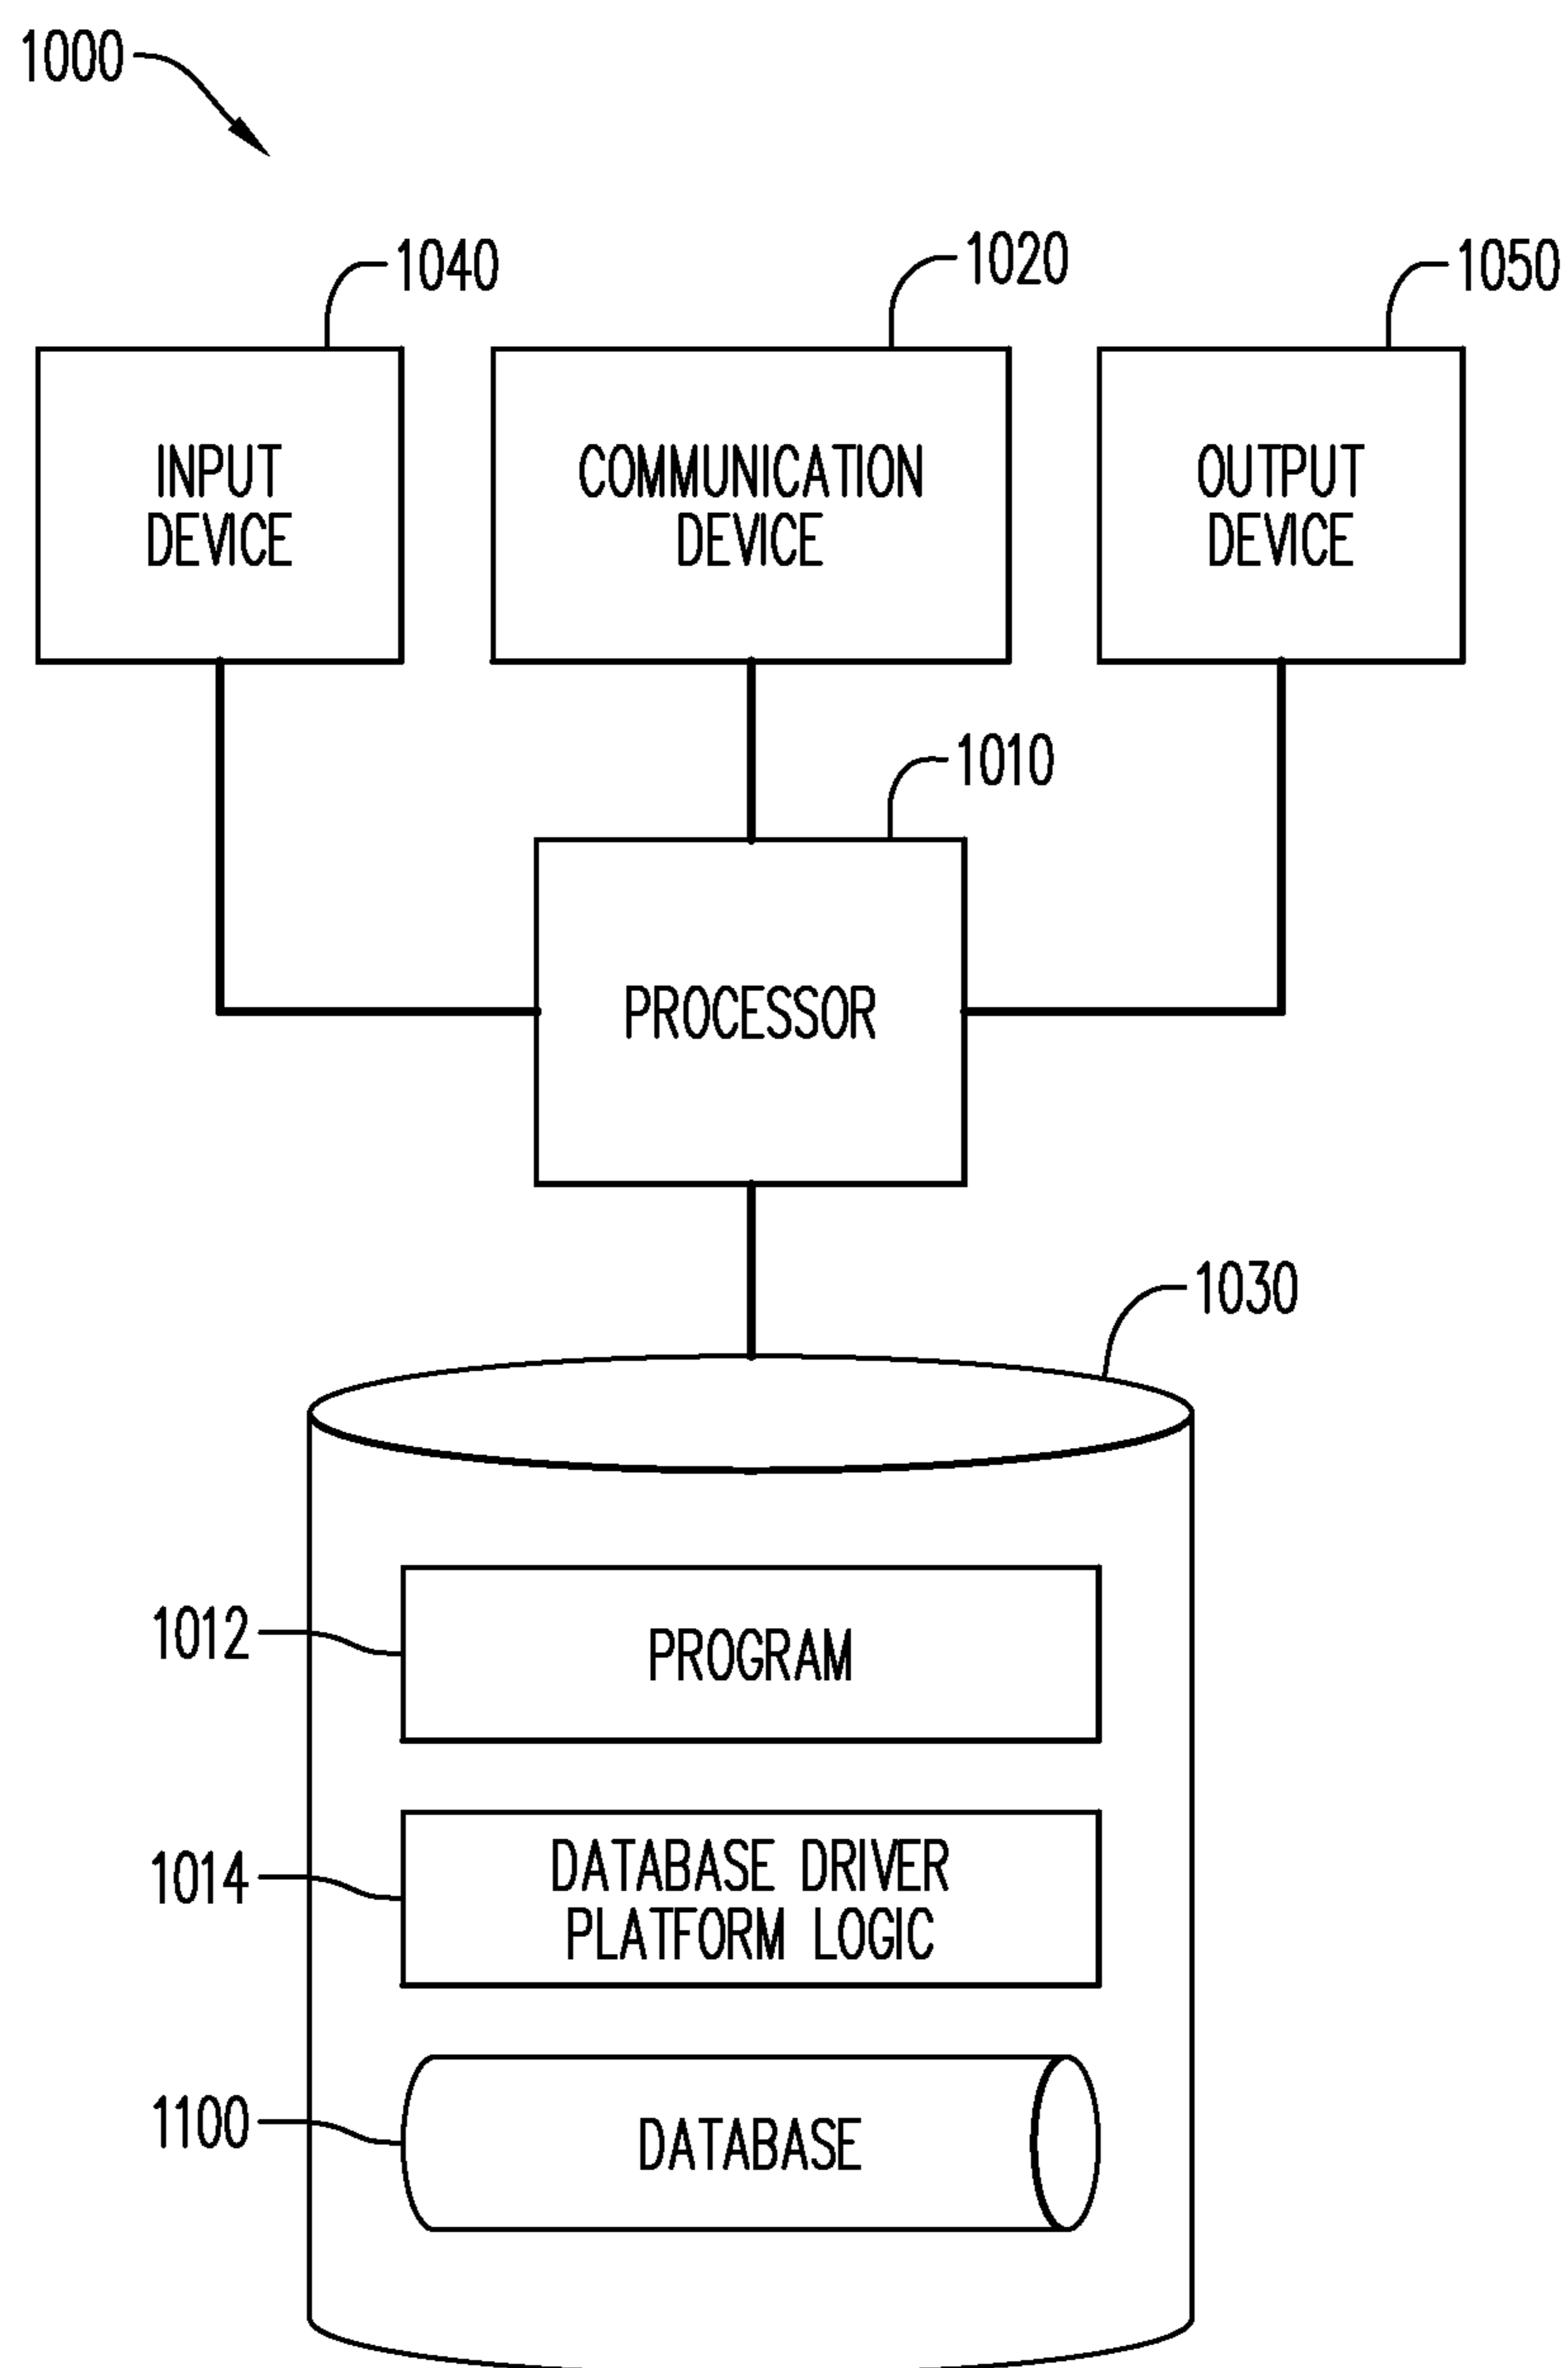 1000
1040
1020
1050
INPUT
DEVICE
COMMUNICATION
DEVICE
OUTPUT
DEVICE
1010
PROCESSOR
1030
1012
PROGRAM
1014
DATABASE DRIVER
PLATFORM LOGIC
1100
DATABASE